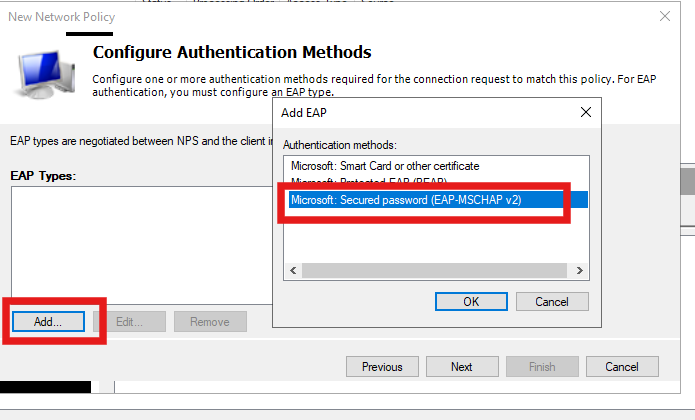 New Network Policy
Configure Authentication Methods
Configure one or more authentication methods required for the connection request to match this policy. For EAP
authentication, you must configure an EAP type.
Add EAP
EAP types are negotiated between NPS and the client in
Authentication methods:
EAP Types:
Microsoft: Smart Card or other certificate
Microsoft: Protected EAP (PEAP)
Microsoft: Secured password (EAP-MSCHAP v2)
OK
Cancel
Add...
Edit...
Remove
Previous
Next
Finish
Cancel